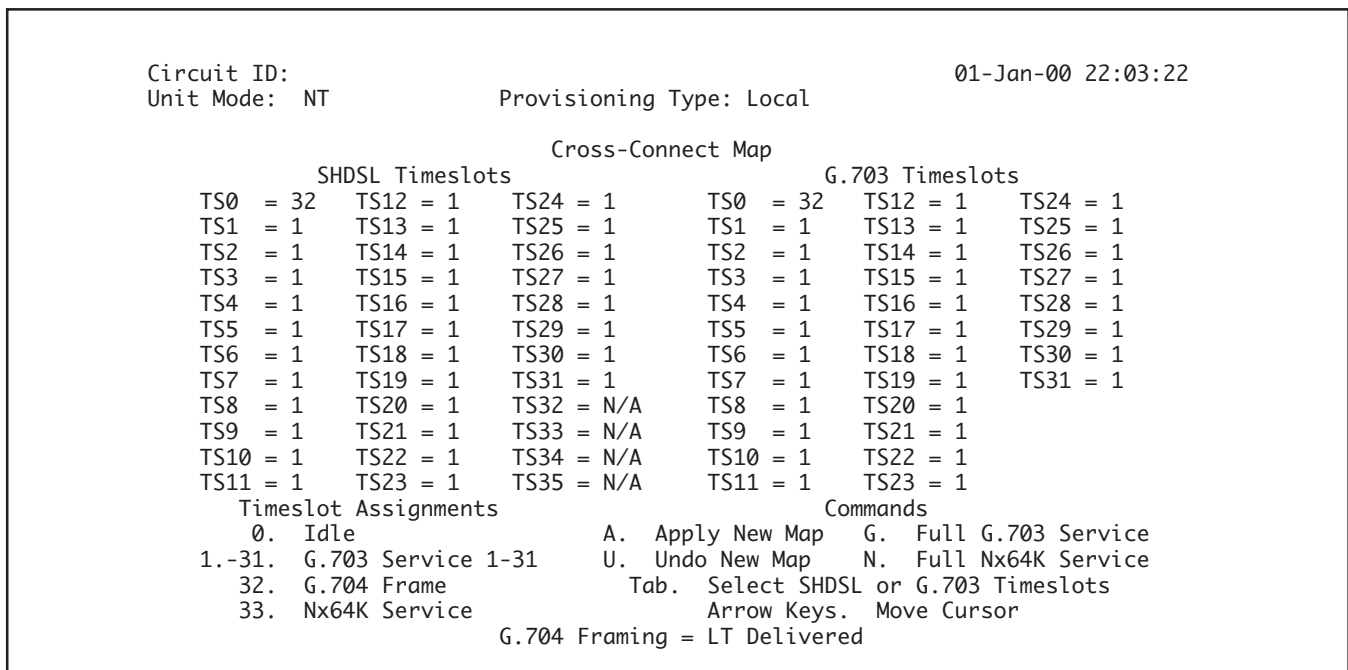 Circuit ID: 01-Jan-00 22:03:22
Unit Mode: NT Provisioning Type: Local
Cross-Connect Map
SHDSL Timeslots G.703 Timeslots
TS0 = 32 TS12 = 1 TS24 = 1 TS0 = 32 TS12 = 1 TS24 = 1
TS1 = 1 TS13 = 1 TS25 = 1 TS1 = 1 TS13 = 1 TS25 = 1
TS2 = 1 TS14 = 1 TS26 = 1 TS2 = 1 TS14 = 1 TS26 = 1
TS3 = 1 TS15 = 1 TS27 = 1 TS3 = 1 TS15 = 1 TS27 = 1
TS4 = 1 TS16 = 1 TS28 = 1 TS4 = 1 TS16 = 1 TS28 = 1
TS5 = 1 TS17 = 1 TS29 = 1 TS5 = 1 TS17 = 1 TS29 = 1
TS6 = 1 TS18 = 1 TS30 = 1 TS6 = 1 TS18 = 1 TS30 = 1
TS7 = 1 TS19 = 1 TS31 = 1 TS7 = 1 TS19 = 1 TS31 = 1
TS8 = 1 TS20 = 1 TS32 = N/A TS8 = 1 TS20 = 1
TS9 = 1 TS21 = 1 TS33 = N/A TS9 = 1 TS21 = 1
TS10 = 1 TS22 = 1 TS34 = N/A TS10 = 1 TS22 = 1
TS11 = 1 TS23 = 1 TS35 = N/A TS11 = 1 TS23 = 1
Timeslot Assignments Commands
0. Idle A. Apply New Map G. Full G.703 Service
1.-31. G.703 Service 1-31 U. Undo New Map N. Full Nx64K Service
32. G.704 Frame Tab. Select SHDSL or G.703 Timeslots
33. Nx64K Service Arrow Keys. Move Cursor
G.704 Framing = LT Delivered